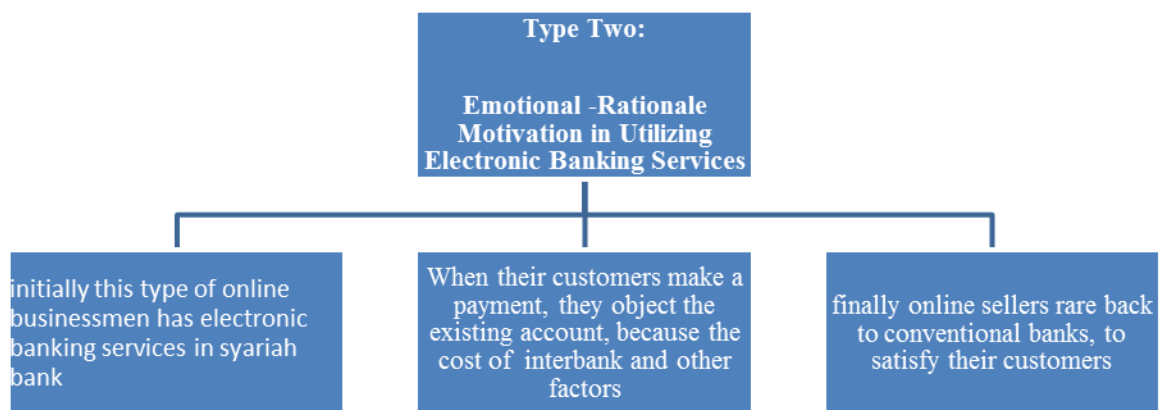 Type Two:
Emotional -Rationale
Motivation in Utilizing
Electronic Banking Services
initially this type of online
businessmen has electronic
banking services in syariah
bank
When their customers make a
payment, they object the
existing account, because the
cost of interbank and other
factors
finally online sellers rare back
to conventional banks, to
satisfy their customers